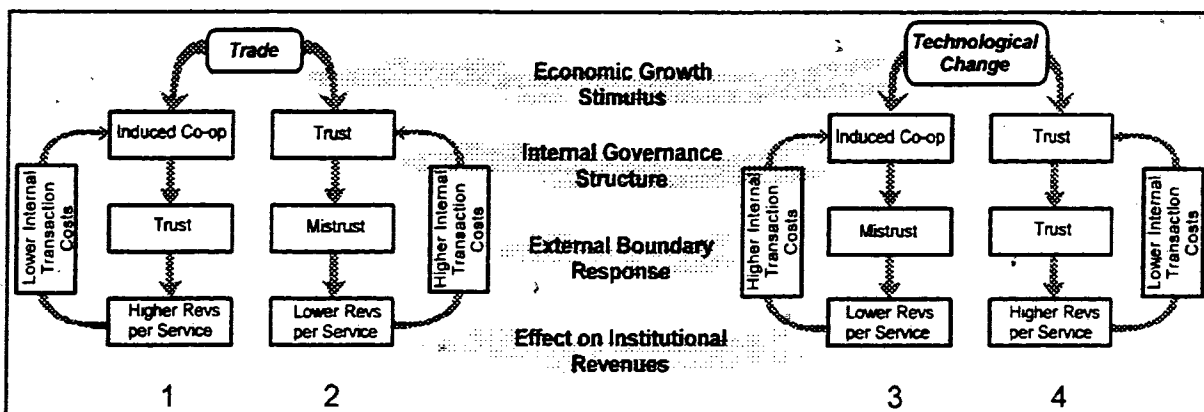 Trade
Technological
Change
Economic Growth
Stimulus
Induced Co-op
Trust
Induced Co-op
Trust
Internal Governance
Structure
Lower Internal
Transaction
Costs
Higher Internal
Transaction
Costs
Higher Internal
Transaction
Costs
Lower Internal
Transaction
Costs
Trust
Mistrust
Mistrust
Trust
External Boundary
Response
Higher Revs
per Service
Lower Revs
per Service
Lower Revs
per Service
Higher Revs
per Service
Effect on Institutional
Revenues
1
2
3
4